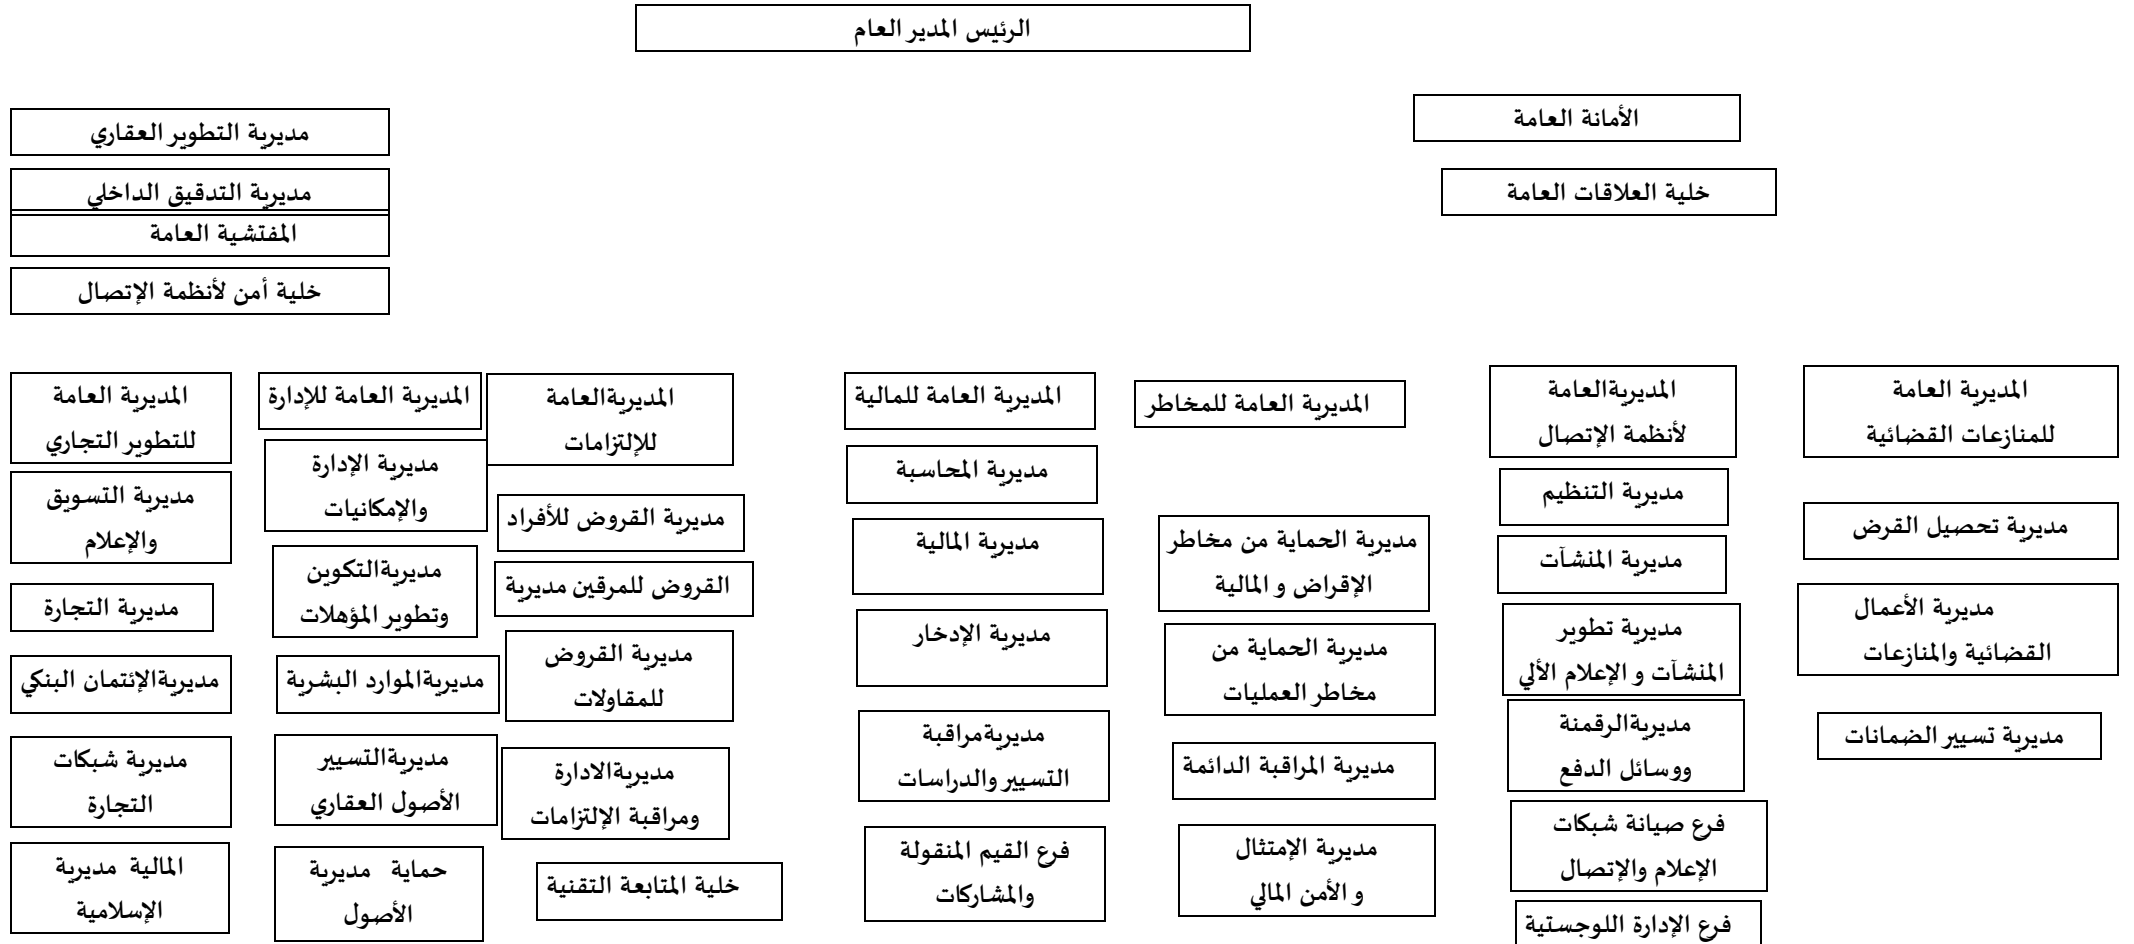 الرئيس المدير العام
الأمانة العامة
خلية العلاقات العامة
مديرية التطوير العقاري
مديرية التدقيق الداخلي
المفتشية العامة
خلية أمن لأنظمة الإتصال
المديرية العامة
للمنازعات القضائية
مديرية تحصيل القرض
مديرية الأعمال
القضائية والمنازعات
مديرية تسيير الضمانات
المديريةالعامة
لأنظمة الإتصال
مديرية التنظيم
مديرية المنشآت
مديرية تطوير
المنشآت و الإعلام الألي
مديريةالرقمنة
ووسائل الدفع
فرع صيانة شبكات
الإعلام والإتصال
فرع الإدارة اللوجستية
المديرية العامة للمخاطر
مديرية الحماية من مخاطر
الإقراض و المالية
مديرية الحماية من
مخاطر العمليات
مديرية المراقبة الدائمة
مديرية الإمتثال
و الأمن المالي
المديرية العامة للمالية
مديرية المحاسبة
مديرية المالية
مديرية الإدخار
مديريةمراقبة
التسيير والدراسات
فرع القيم المنقولة
والمشاركات
المديريةالعامة
للإلتزامات
مديرية القروض للأفراد
القروض للمرقين مديرية
مديرية القروض
للمقاولات
مديريةالادارة
ومراقبة الإلتزامات
خلية المتابعة التقنية
المديرية العامة للإدارة
مديرية الإدارة
والإمكانيات
مديريةالتكوين
وتطوير المؤهلات
مديريةالموارد البشرية
مديريةالتسيير
الأصول العقاري
حماية مديرية
الأصول
المديرية العامة
للتطوير التجاري
مديرية التسويق
والإعلام
مديرية التجارة
مديريةالإئتمان البنكي
مديرية شبكات
التجارة
المالية مديرية
الإسلامية